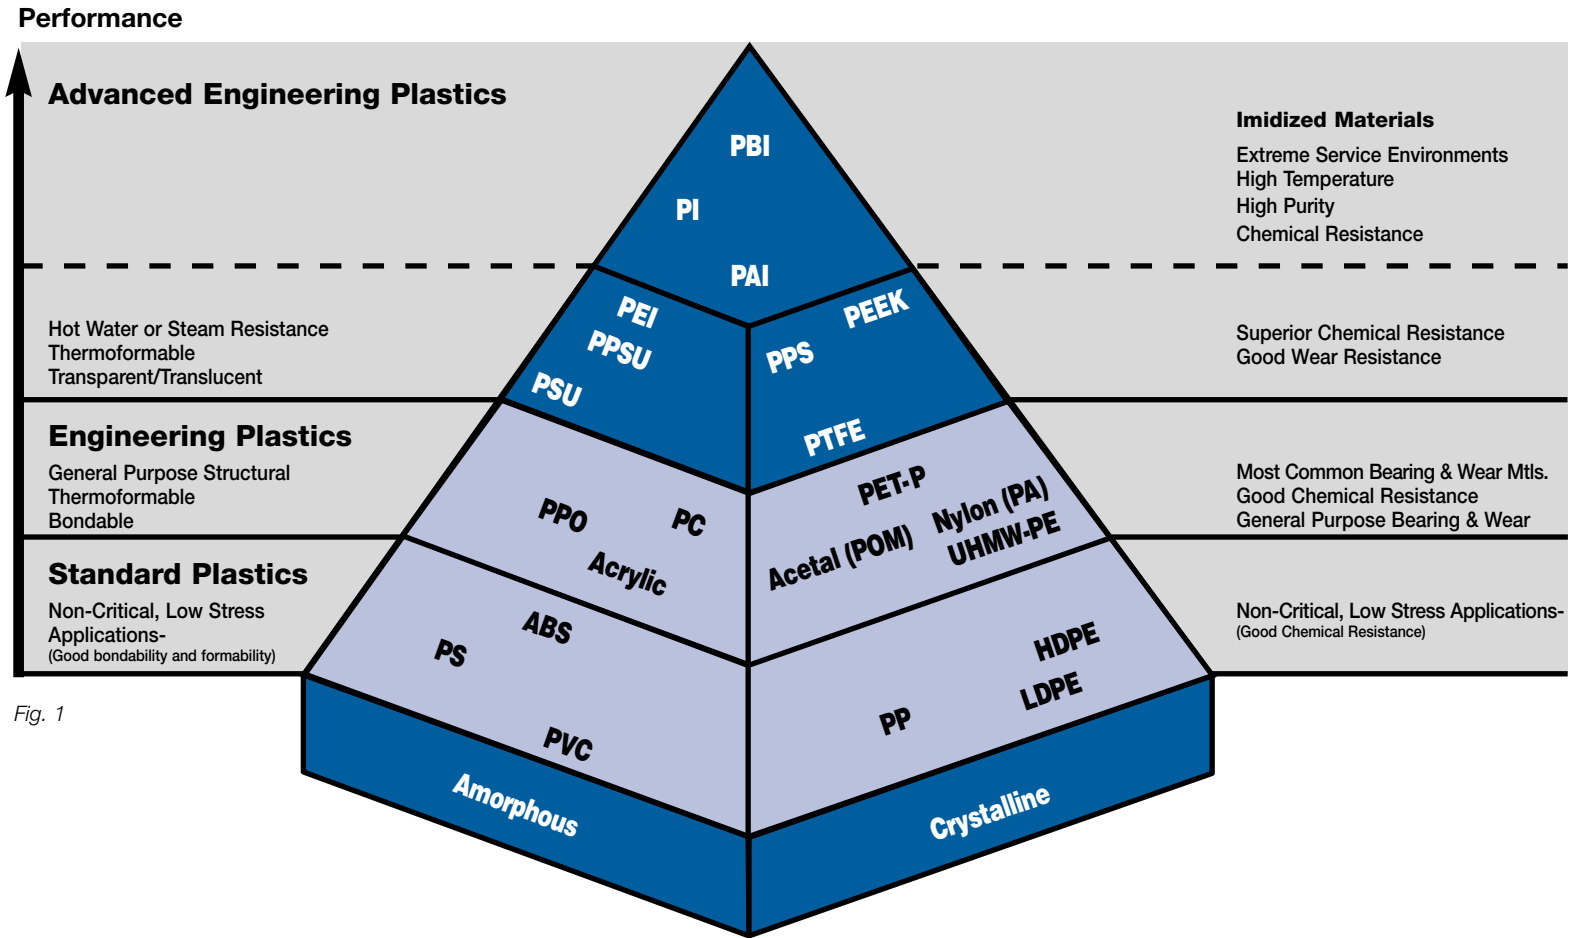 Performance
Advanced Engineering Plastics
Imidized Materials
Extreme Service Environments
High Temperature
High Purity
Chemical Resistance
PBI
PI
PAI
Hot Water or Steam Resistance
Thermoformable
Transparent/Translucent
PEI
PPSU
PSU
PEEK
PPS
PTFE
Superior Chemical Resistance
Good Wear Resistance
Engineering Plastics
General Purpose Structural
Thermoformable
Bondable
PPO
PC
Acrylic
PET-P
Nylon (PA)
Acetal (POM)
UHMW-PE
Most Common Bearing & Wear Mtls.
Good Chemical Resistance
General Purpose Bearing & Wear
Standard Plastics
Non-Critical, Low Stress
Applications-
(Good bondability and formability)
ABS
PS
PVC
HDPE
LDPE
PP
Non-Critical, Low Stress Applications-
(Good Chemical Resistance)
Fig. 1
Amorphous
Crystalline